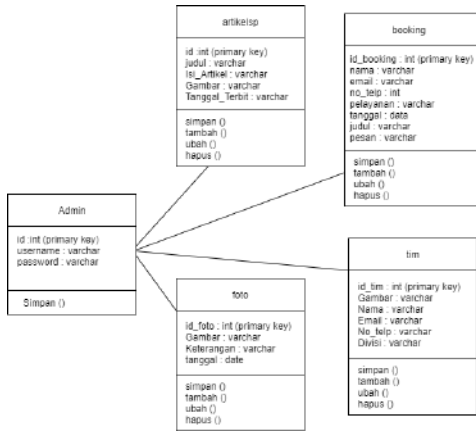 artikelsp
id :int (primary key)
judul : varchar
Isi_Artikel : varchar
Gambar : varchar
Tanggal_Terbit : varchar
simpan ()
tambah ()
ubah ()
hapus ()
booking
id_booking : int (primary key)
nama : varchar
email : varchar
no_telp : int
pelayanan : varchar
tanggal : data
judul : varchar
pesan : varchar
simpan ()
tambah ()
ubah ()
hapus ()
Admin
id :int (primary key)
username : varchar
password : varchar
Simpan ()
foto
id_foto : int (primary key)
Gambar : varchar
Keterangan : varchar
tanggal : date
simpan ()
tambah ()
ubah ()
hapus ()
tim
id_tim : int (primary key)
Gambar : varchar
Nama : varchar
Email : varchar
No_telp : varchar
Divisi : varchar
simpan ()
tambah ()
ubah ()
hapus ()